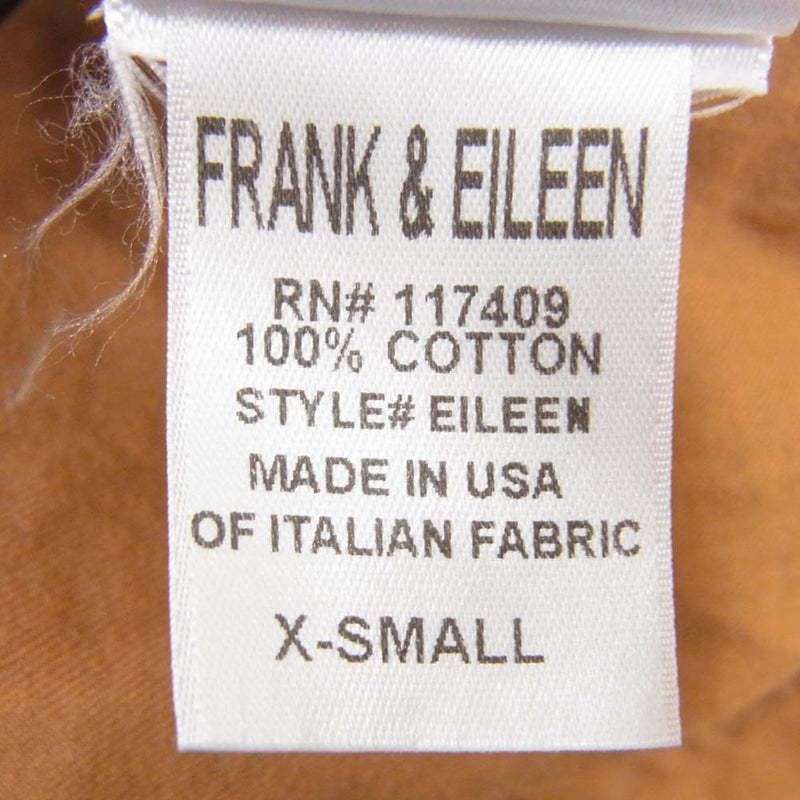 FRANK & EILEEN
RN# 117409
100% COTTON
STYLE# EILEEN
MADE IN USA
OF ITALIAN FABRIC
X-SMALL